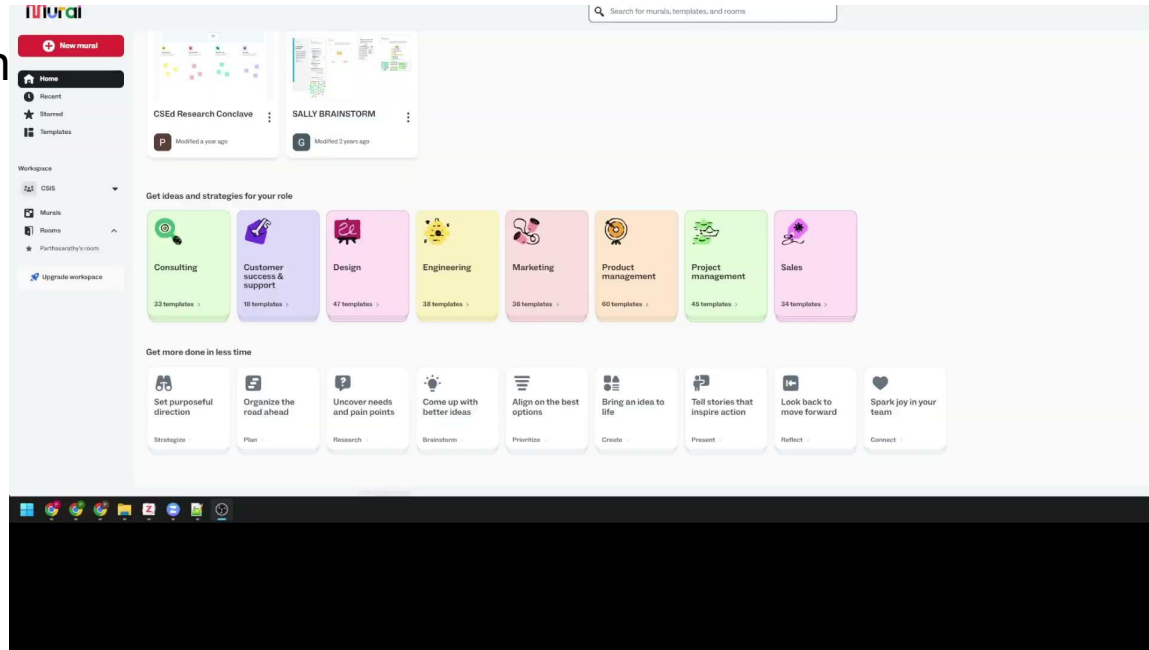 mural
Search for murals, templates, and rooms
New mural
Home
Recent
Starred
Templates
Workspace
CSIS
Murals
Rooms
Parthasarathy's room
Upgrade workspace
CSEd Research Conclave
P
Modified a year ago
SALLY BRAINSTORM
G
Modified 2 years ago
Get ideas and strategies for your role
Consulting
33 templates
Customer
success &
support
18 templates
Design
47 templates
Engineering
38 templates
Marketing
36 templates
Product
management
60 templates
Project
management
45 templates
Sales
34 templates
Get more done in less time
Set purposeful
direction
Strategize
Organize the
road ahead
Plan
Uncover needs
and pain points
Research
Come up with
better ideas
Brainstorm
Align on the best
options
Prioritize
Bring an idea to
life
Create
Tell stories that
inspire action
Present
Look back to
move forward
Reflect
Spark joy in your
team
Connect